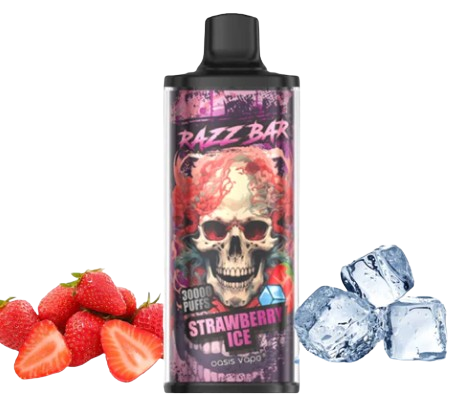 RAZZ BAR
30000
PUFFS
STRAWBERRY
ICE
oasis vapo